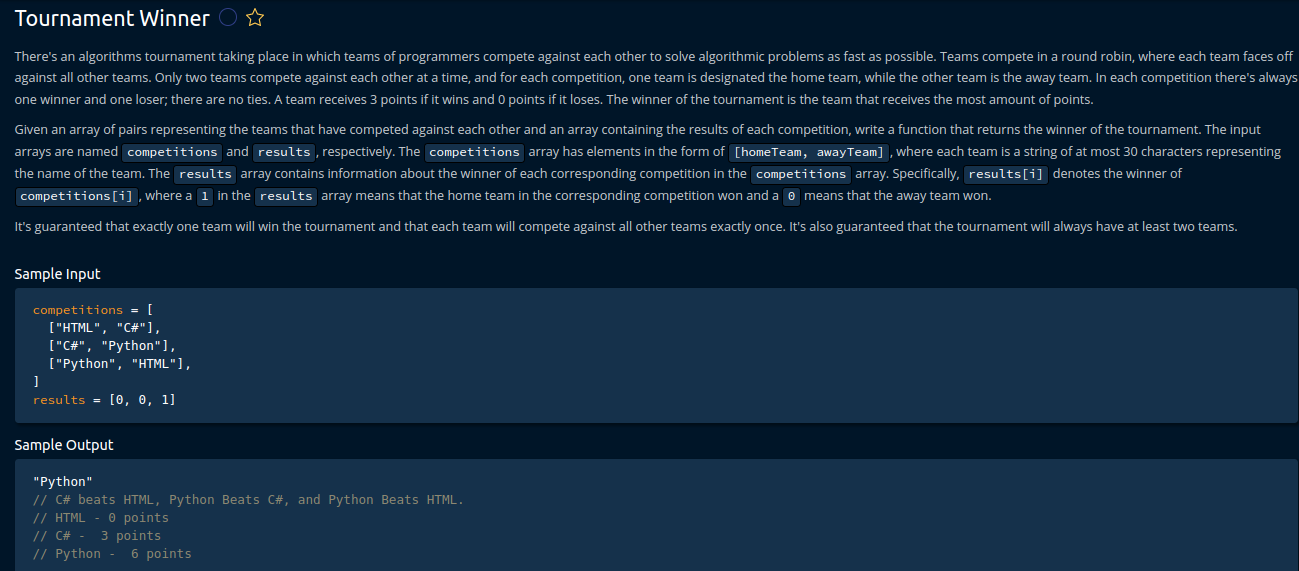 Tournament Winner
There's an algorithms tournament taking place in which teams of programmers compete against each other to solve algorithmic problems as fast as possible. Teams compete in a round robin, where each team faces off
against all other teams. Only two teams compete against each other at a time, and for each competition, one team is designated the home team, while the other team is the away team. In each competition there's always
one winner and one loser; there are no ties. A team receives 3 points if it wins and 0 points if it loses. The winner of the tournament is the team that receives the most amount of points.
Given an array of pairs representing the teams that have competed against each other and an array containing the results of each competition, write a function that returns the winner of the tournament. The input
arrays are named competitions and results, respectively. The competitions array has elements in the form of [homeTeam, awayTeam], where each team is a string of at most 30 characters representing
the name of the team. The results array contains information about the winner of each corresponding competition in the competitions array. Specifically, results[i] denotes the winner of
competitions[i], where a 1 in the results array means that the home team in the corresponding competition won and a 0 means that the away team won.
It's guaranteed that exactly one team will win the tournament and that each team will compete against all other teams exactly once. It's also guaranteed that the tournament will always have at least two teams.
Sample Input
competitions = [
  ["HTML", "C#"],
  ["C#", "Python"],
  ["Python", "HTML"],
]
results = [0, 0, 1]
Sample Output
"Python"
// C# beats HTML, Python Beats C#, and Python Beats HTML.
// HTML - 0 points
// C# -  3 points
// Python -  6 points